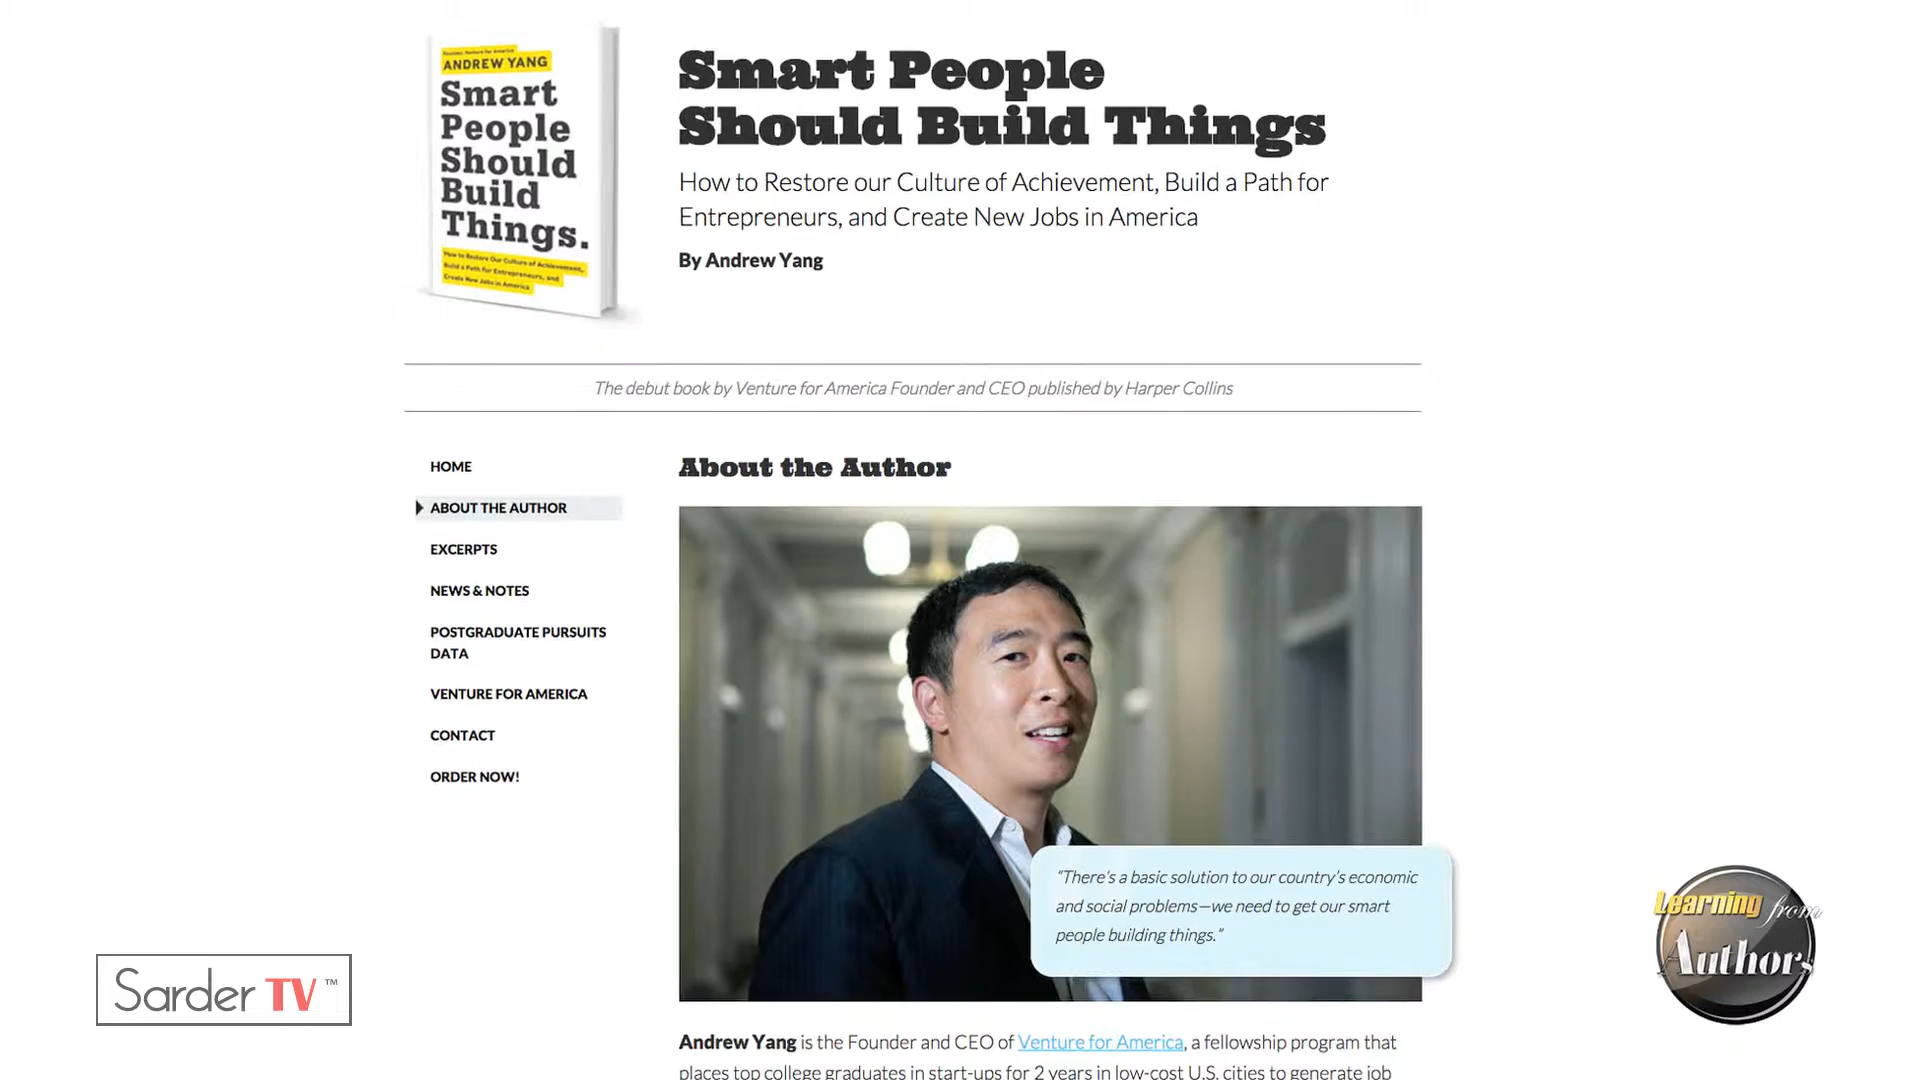 Founder, Venture for America
ANDREW YANG
Smart
People
Should
Build
Things.
How to Restore Our Culture of Achievement,
Build a Path for Entrepreneurs, and
Create New Jobs in America
Smart People
Should Build Things
How to Restore our Culture of Achievement, Build a Path for
Entrepreneurs, and Create New Jobs in America
By Andrew Yang
The debut book by Venture for America Founder and CEO published by Harper Collins
HOME
ABOUT THE AUTHOR
EXCERPTS
NEWS & NOTES
POSTGRADUATE PURSUITS
DATA
VENTURE FOR AMERICA
CONTACT
ORDER NOW!
About the Author
“There’s a basic solution to our country’s economic
and social problems—we need to get our smart
people building things.”
Andrew Yang is the Founder and CEO of Venture for America, a fellowship program that
places top college graduates in start-ups for 2 years in low-cost U.S. cities to generate job
Sarder TV™
Learning from
Authors